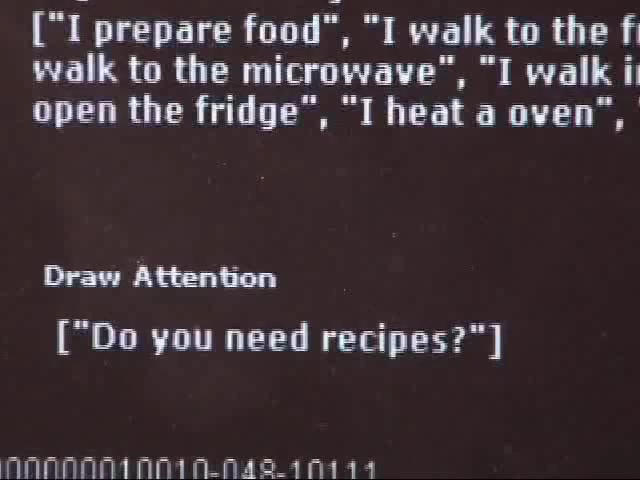 ["I prepare food", "I walk to the
walk to the microwave", "I walk
open the fridge", "I heat a oven",
Draw Attention
["Do you need recipes?"]